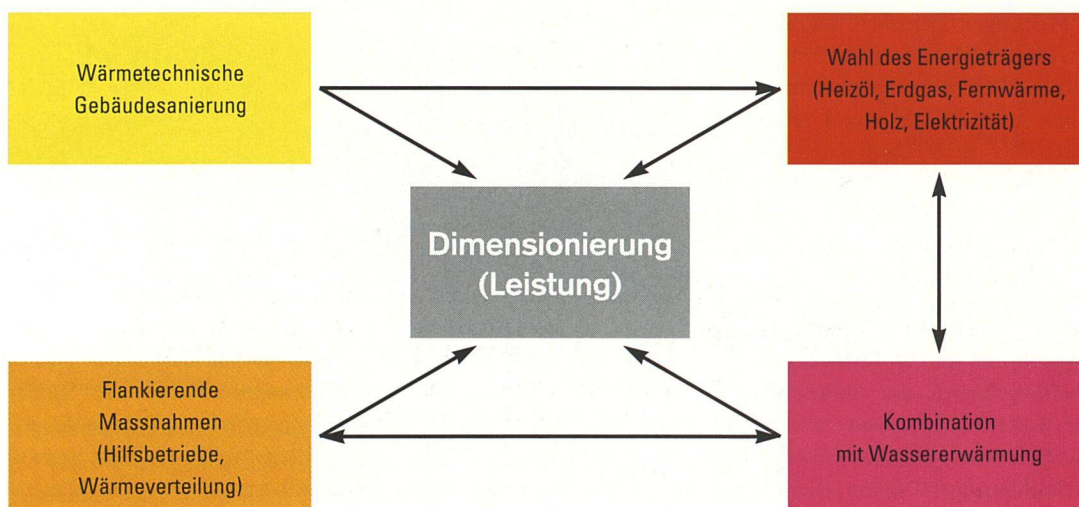 Wärmetechnische
Gebäudesanierung
Wahl des Energieträgers
(Heizöl, Erdgas, Fernwärme,
Holz, Elektrizität)
Dimensionierung
(Leistung)
Flankierende
Massnahmen
(Hilfsbetriebe,
Wärmeverteilung)
Kombination
mit Wassererwärmung